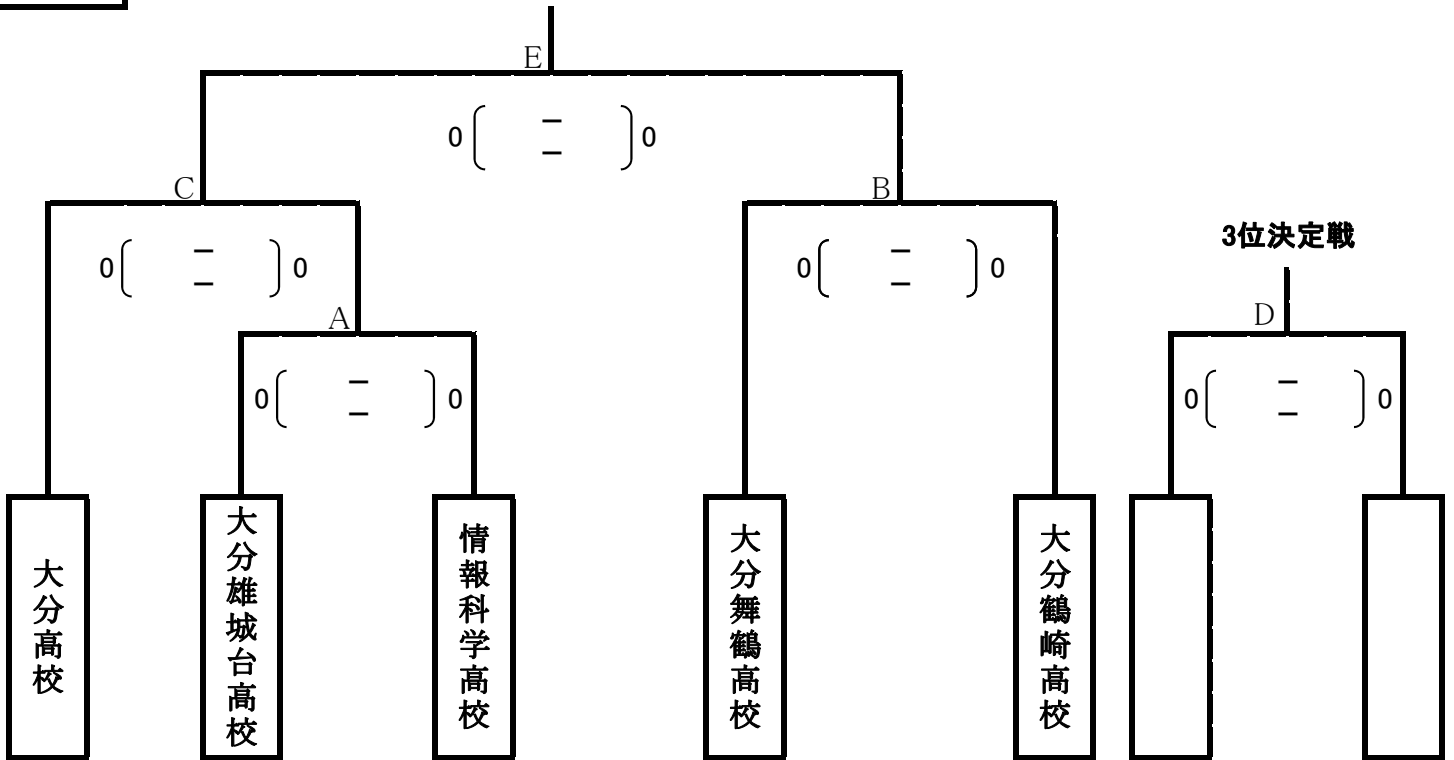 E
0 ( － ) 0
－
C
B
0 ( － ) 0
－
0 ( － ) 0
－
3位決定戦
A
D
0 ( － ) 0
－
0 ( － ) 0
－
大分高校
大分雄城台高校
情報科学高校
大分舞鶴高校
大分鶴崎高校